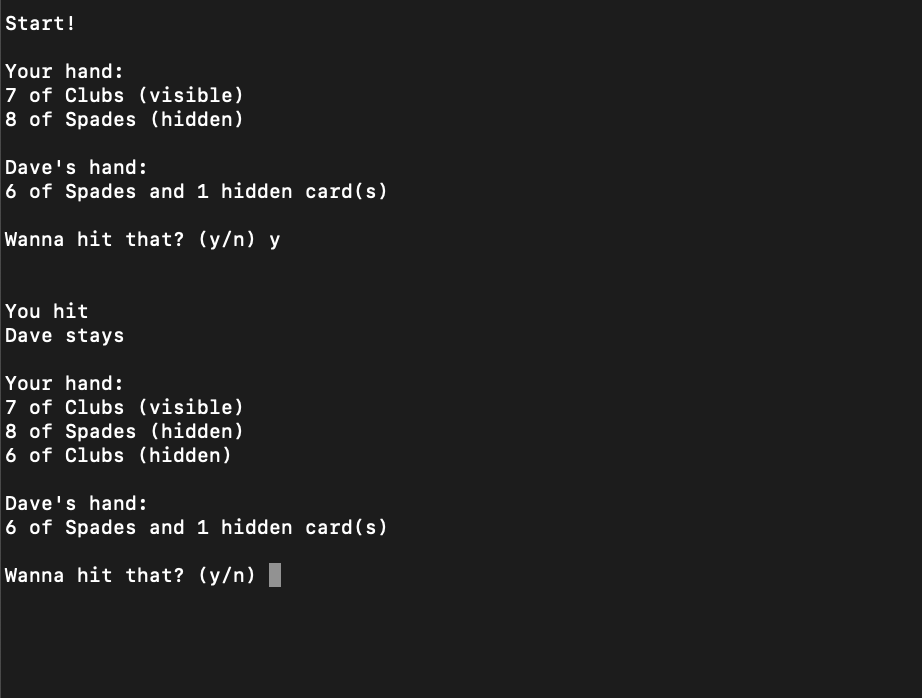 Start!
Your hand:
7 of Clubs (visible)
8 of Spades (hidden)
Dave's hand:
6 of Spades and 1 hidden card(s)
Wanna hit that? (y/n) y
You hit
Dave stays
Your hand:
7 of Clubs (visible)
8 of Spades (hidden)
6 of Clubs (hidden)
Dave's hand:
6 of Spades and 1 hidden card(s)
Wanna hit that? (y/n)